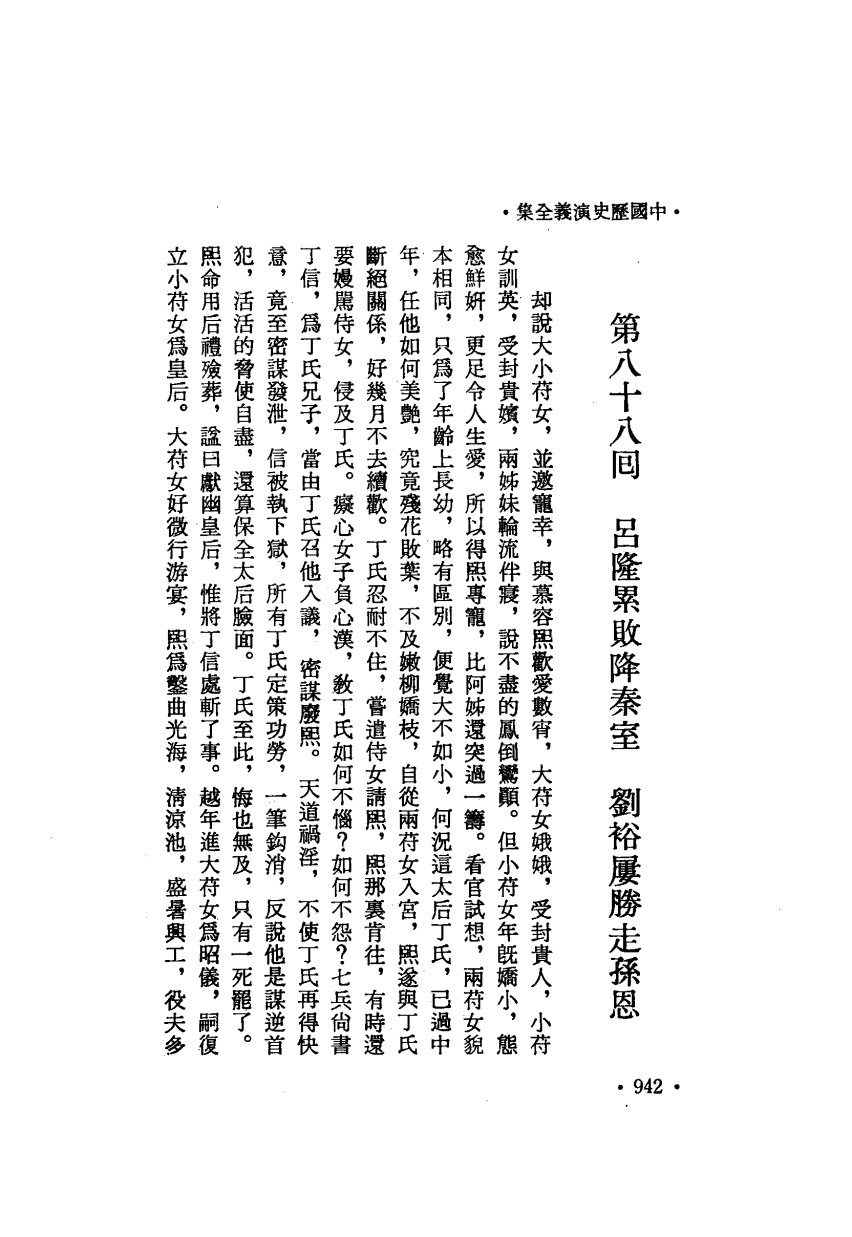 •中國歷史演義全集•
第八十八回　呂隆累敗降秦室　劉裕屢勝走孫恩
却說大小苻女，並邀寵幸，與慕容熙歡愛數宵，大苻女娥娥，受封貴人，小苻
女訓英，受封貴嬪，兩姊妹輪流伴寢，說不盡的鳳倒鸞顛。但小苻女年旣嬌小，態
愈鮮妍，更足令人生愛，所以得熙專寵，比阿姊還突過一籌。看官試想，兩苻女貌
本相同，只爲了年齡上長幼，略有區別，便覺大不如小，何況這太后丁氏，已過中
年，任他如何美艷，究竟殘花敗葉，不及嫩柳嬌枝，自從兩苻女入宮，熙遂與丁氏
斷絕關係，好幾月不去續歡。丁氏忍耐不住，嘗遣侍女請熙，熙那裏肯往，有時還
要嫚罵侍女，侵及丁氏。癡心女子負心漢，敎丁氏如何不惱？如何不怨？七兵尙書
丁信，爲丁氏兄子，當由丁氏召他入議，密謀廢熙。天道禍淫，不使丁氏再得快
意，竟至密謀發泄，信被執下獄，所有丁氏定策功勞，一筆鈎消，反說他是謀逆首
犯，活活的脅使自盡，還算保全太后臉面。丁氏至此，悔也無及，只有一死罷了。
熙命用后禮殮葬，諡曰獻幽皇后，惟將丁信處斬了事。越年進大苻女爲昭儀，嗣復
立小苻女爲皇后。大苻女好微行游宴，熙爲鑿曲光海，清涼池，盛暑興工，役夫多
•942•